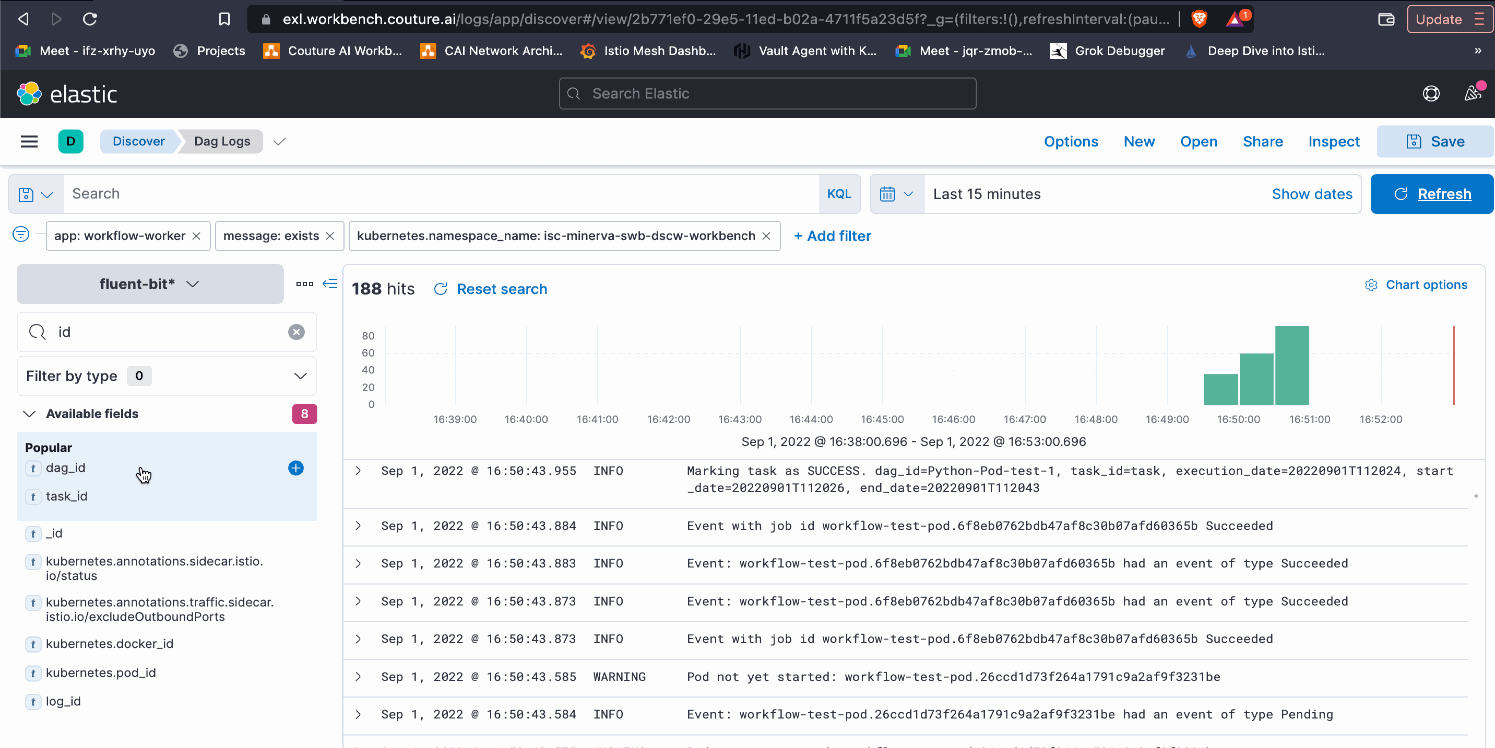 exl.workbench.couture.ai/logs/app/discover#/view/2b771ef0-29e5-11ed-b02a-4711f5a23d5f?_g=(filters:!(),refreshInterval:(pau...
1
Update
Meet - ifz-xrhy-uyo
Projects
Couture AI Workb...
CAI Network Archi...
Istio Mesh Dashb...
Vault Agent with K...
Meet - jqr-zmob-...
Grok Debugger
Deep Dive into Isti...
»
elastic
Search Elastic
D
Discover
Dag Logs
Options
New
Open
Share
Inspect
Save
Search
KQL
Last 15 minutes
Show dates
Refresh
app: workflow-worker ×
message: exists ×
kubernetes.namespace_name: isc-minerva-swb-dscw-workbench ×
+ Add filter
fluent-bit*
188 hits
Reset search
Chart options
id
Filter by type 0
Available fields
8
Popular
t dag_id
t task_id
t _id
t kubernetes.annotations.sidecar.istio.
io/status
t kubernetes.annotations.traffic.sidecar.
istio.io/excludeOutboundPorts
t kubernetes.docker_id
t kubernetes.pod_id
t log_id
80
60
40
20
0
16:39:00 16:40:00 16:41:00 16:42:00 16:43:00 16:44:00 16:45:00 16:46:00 16:47:00 16:48:00 16:49:00 16:50:00 16:51:00 16:52:00
Sep 1, 2022 @ 16:38:00.696 - Sep 1, 2022 @ 16:53:00.696
Sep 1, 2022 @ 16:50:43.955 INFO Marking task as SUCCESS. dag_id=Python-Pod-test-1, task_id=task, execution_date=20220901T112024, start
_date=20220901T112026, end_date=20220901T112043
Sep 1, 2022 @ 16:50:43.884 INFO Event with job id workflow-test-pod.6f8eb0762bdb47af8c30b07afd60365b Succeeded
Sep 1, 2022 @ 16:50:43.883 INFO Event: workflow-test-pod.6f8eb0762bdb47af8c30b07afd60365b had an event of type Succeeded
Sep 1, 2022 @ 16:50:43.873 INFO Event: workflow-test-pod.6f8eb0762bdb47af8c30b07afd60365b had an event of type Succeeded
Sep 1, 2022 @ 16:50:43.873 INFO Event with job id workflow-test-pod.6f8eb0762bdb47af8c30b07afd60365b Succeeded
Sep 1, 2022 @ 16:50:43.585 WARNING Pod not yet started: workflow-test-pod.26ccd1d73f264a1791c9a2af9f3231be
Sep 1, 2022 @ 16:50:43.584 INFO Event: workflow-test-pod.26ccd1d73f264a1791c9a2af9f3231be had an event of type Pending